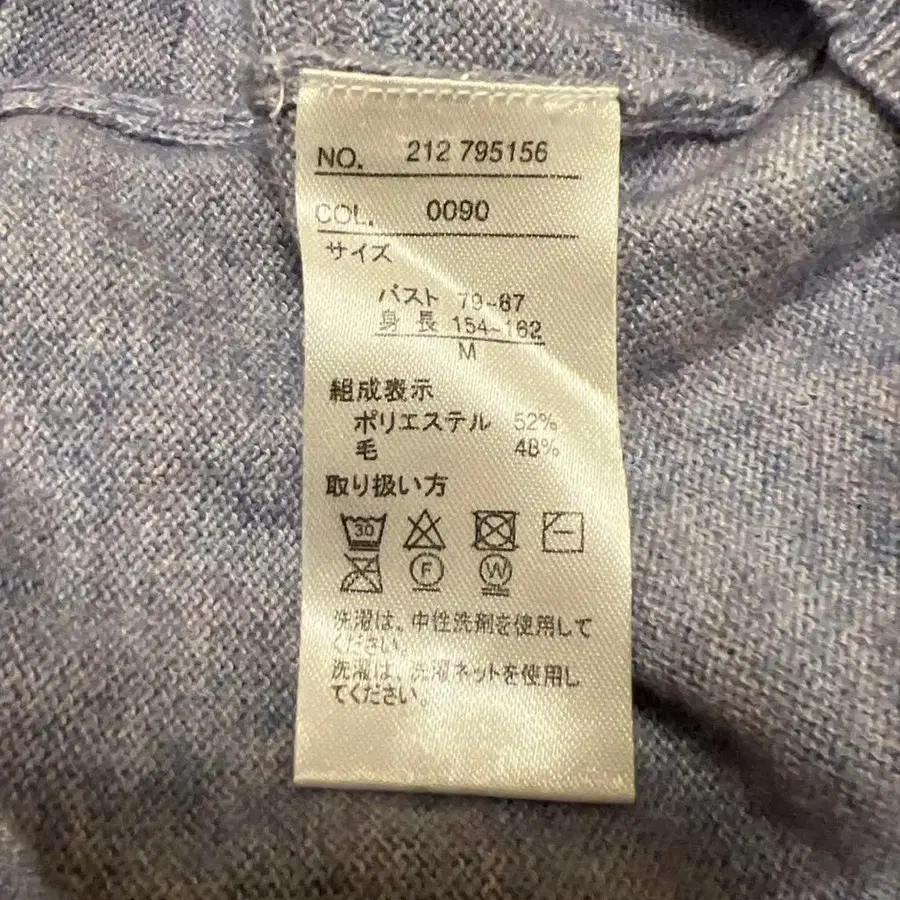 NO. 212 795156
COL. 0090
サイズ
バスト 79-87
身長 154-162
M
組成表示
ポリエステル 52%
毛 48%
取り扱い方
30
F W
洗濯は、中性洗剤を使用して
ください。
洗濯は、洗濯ネットを使用し
てください。